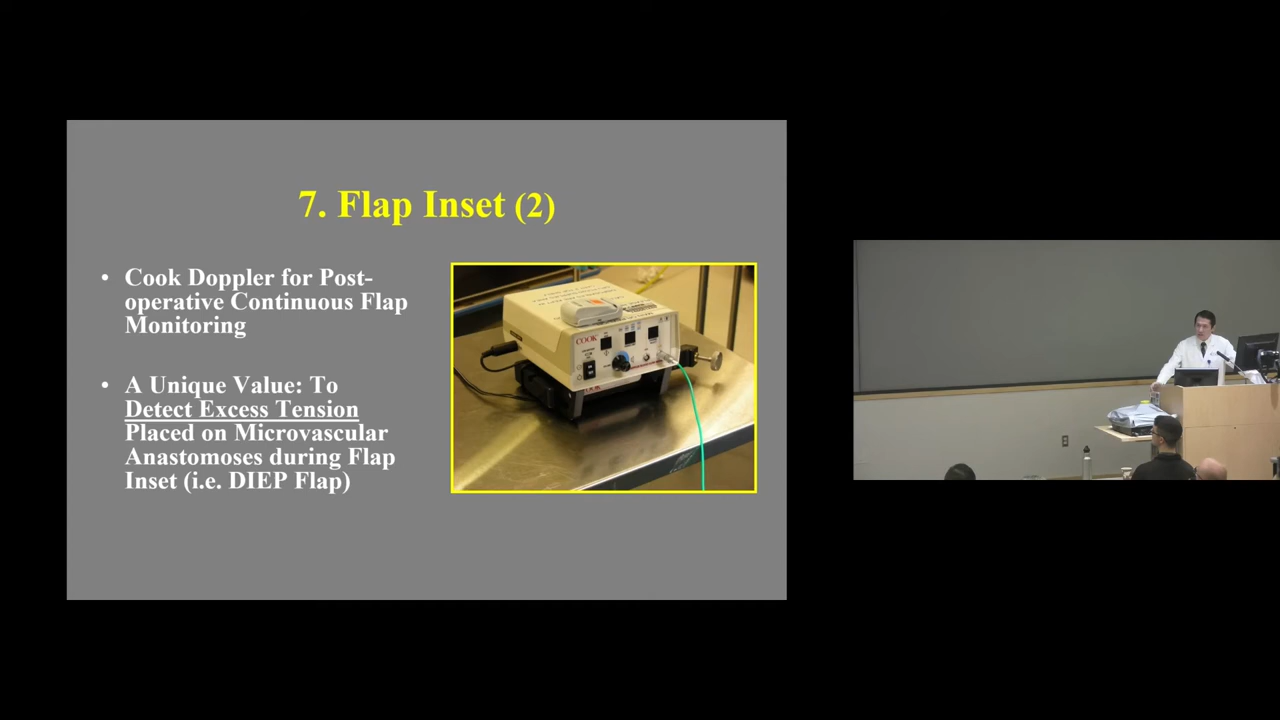 7. Flap Inset (2)
• Cook Doppler for Post-
operative Continuous Flap
Monitoring
• A Unique Value: To
Detect Excess Tension
Placed on Microvascular
Anastomoses during Flap
Inset (i.e. DIEP Flap)
COOK